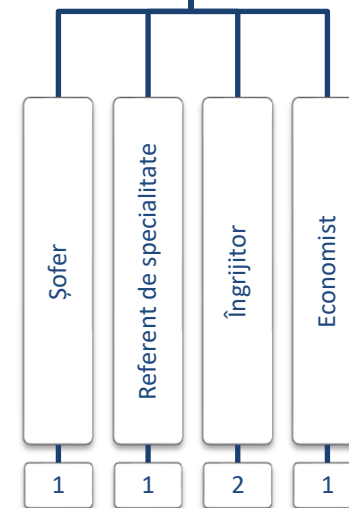 Șofer
Referent de specialitate
Îngrijitor
Economist
1
1
2
1